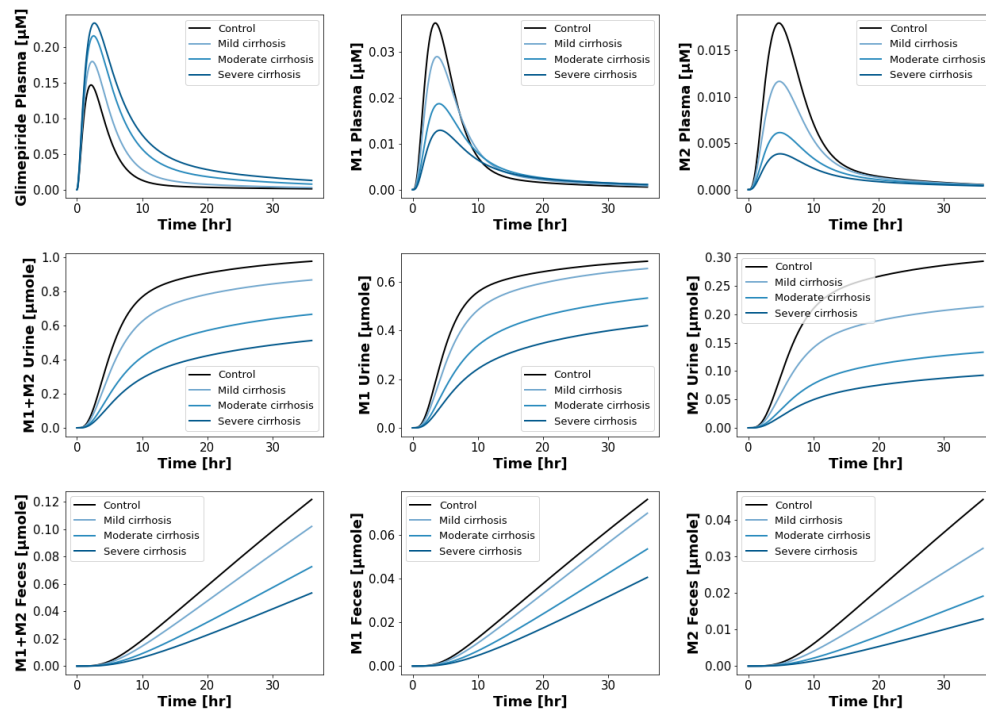 Glimepiride Plasma [µM]
0.20
0.15
0.10
0.05
0.00
Control
Mild cirrhosis
Moderate cirrhosis
Severe cirrhosis
0 10 20 30
Time [hr]
M1 Plasma [µM]
0.03
0.02
0.01
0.00
Control
Mild cirrhosis
Moderate cirrhosis
Severe cirrhosis
0 10 20 30
Time [hr]
M2 Plasma [µM]
0.015
0.010
0.005
0.000
Control
Mild cirrhosis
Moderate cirrhosis
Severe cirrhosis
0 10 20 30
Time [hr]
M1+M2 Urine [µmole]
1.0
0.8
0.6
0.4
0.2
0.0
Control
Mild cirrhosis
Moderate cirrhosis
Severe cirrhosis
0 10 20 30
Time [hr]
M1 Urine [µmole]
0.6
0.4
0.2
0.0
Control
Mild cirrhosis
Moderate cirrhosis
Severe cirrhosis
0 10 20 30
Time [hr]
M2 Urine [µmole]
0.30
0.25
0.20
0.15
0.10
0.05
0.00
Control
Mild cirrhosis
Moderate cirrhosis
Severe cirrhosis
0 10 20 30
Time [hr]
M1+M2 Feces [µmole]
0.12
0.10
0.08
0.06
0.04
0.02
0.00
Control
Mild cirrhosis
Moderate cirrhosis
Severe cirrhosis
0 10 20 30
Time [hr]
M1 Feces [µmole]
0.06
0.04
0.02
0.00
Control
Mild cirrhosis
Moderate cirrhosis
Severe cirrhosis
0 10 20 30
Time [hr]
M2 Feces [µmole]
0.04
0.03
0.02
0.01
0.00
Control
Mild cirrhosis
Moderate cirrhosis
Severe cirrhosis
0 10 20 30
Time [hr]